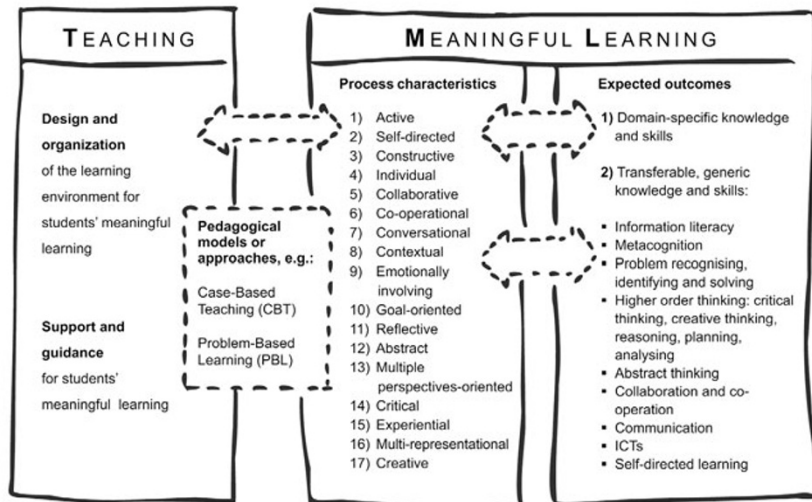 TEACHING
Design and
organization
of the learning
environment for
students' meaningful
learning
Support and
guidance
for students'
meaningful learning
Pedagogical
models or
approaches, e.g.:
Case-Based
Teaching (CBT)
Problem-Based
Learning (PBL)
MEANINGFUL LEARNING
Process characteristics
1) Active
2) Self-directed
3) Constructive
4) Individual
5) Collaborative
6) Co-operational
7) Conversational
8) Contextual
9) Emotionally
involving
10) Goal-oriented
11) Reflective
12) Abstract
13) Multiple
perspectives-oriented
14) Critical
15) Experiential
16) Multi-representational
17) Creative
Expected outcomes
1) Domain-specific knowledge
and skills
2) Transferable, generic
knowledge and skills:
▪ Information literacy
▪ Metacognition
▪ Problem recognising,
identifying and solving
▪ Higher order thinking: critical
thinking, creative thinking,
reasoning, planning,
analysing
▪ Abstract thinking
▪ Collaboration and co-
operation
▪ Communication
▪ ICTs
▪ Self-directed learning